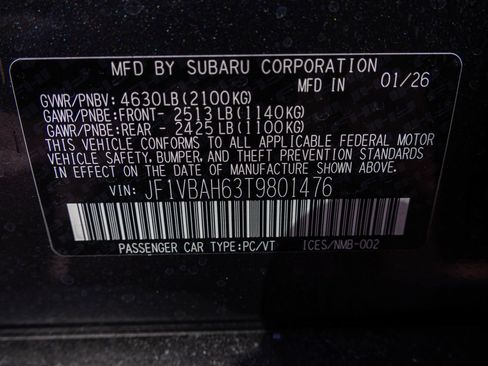 MFD BY SUBARU CORPORATION
MFD IN 01/26
GVWR/PNBV: 4630LB(2100KG)
GAWR/PNBE:FRONT- 2513LB(1140KG)
GAWR/PNBE:REAR - 2425LB(1100KG)
THIS VEHICLE CONFORMS TO ALL APPLICABLE FEDERAL MOTOR
VEHICLE SAFETY, BUMPER, AND THEFT PREVENTION STANDARDS
IN EFFECT ON THE DATE OF MANUFACTURE SHOWN ABOVE.
VIN: JF1VBAH63T9801476
PASSENGER CAR TYPE:PC/VT ICES/NMB-002